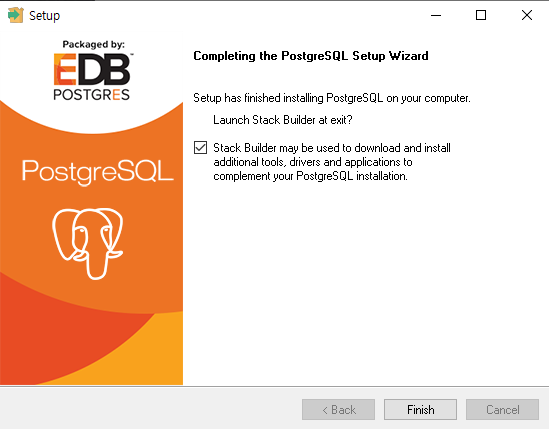 Setup
Packaged by:
EDB
POSTGRES
PostgreSQL
Completing the PostgreSQL Setup Wizard
Setup has finished installing PostgreSQL on your computer.
Launch Stack Builder at exit?
Stack Builder may be used to download and install
additional tools, drivers and applications to
complement your PostgreSQL installation.
< Back
Finish
Cancel